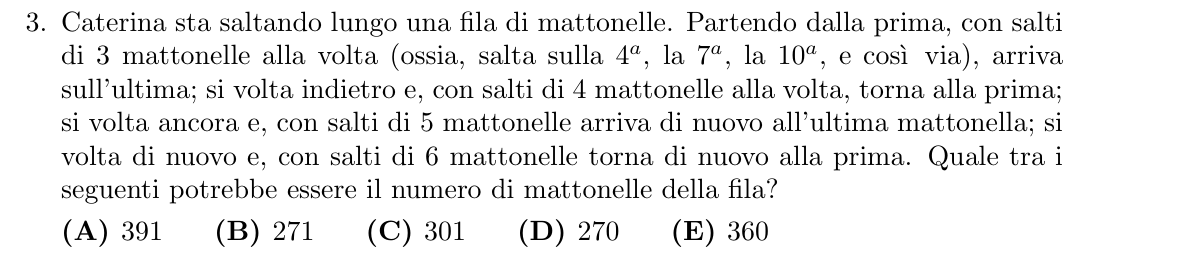 3. Caterina sta saltando lungo una fila di mattonelle. Partendo dalla prima, con salti
di 3 mattonelle alla volta (ossia, salta sulla 4ᵃ, la 7ᵃ, la 10ᵃ, e così via), arriva
sull'ultima; si volta indietro e, con salti di 4 mattonelle alla volta, torna alla prima;
si volta ancora e, con salti di 5 mattonelle arriva di nuovo all'ultima mattonella; si
volta di nuovo e, con salti di 6 mattonelle torna di nuovo alla prima. Quale tra i
seguenti potrebbe essere il numero di mattonelle della fila?
(A) 391 (B) 271 (C) 301 (D) 270 (E) 360